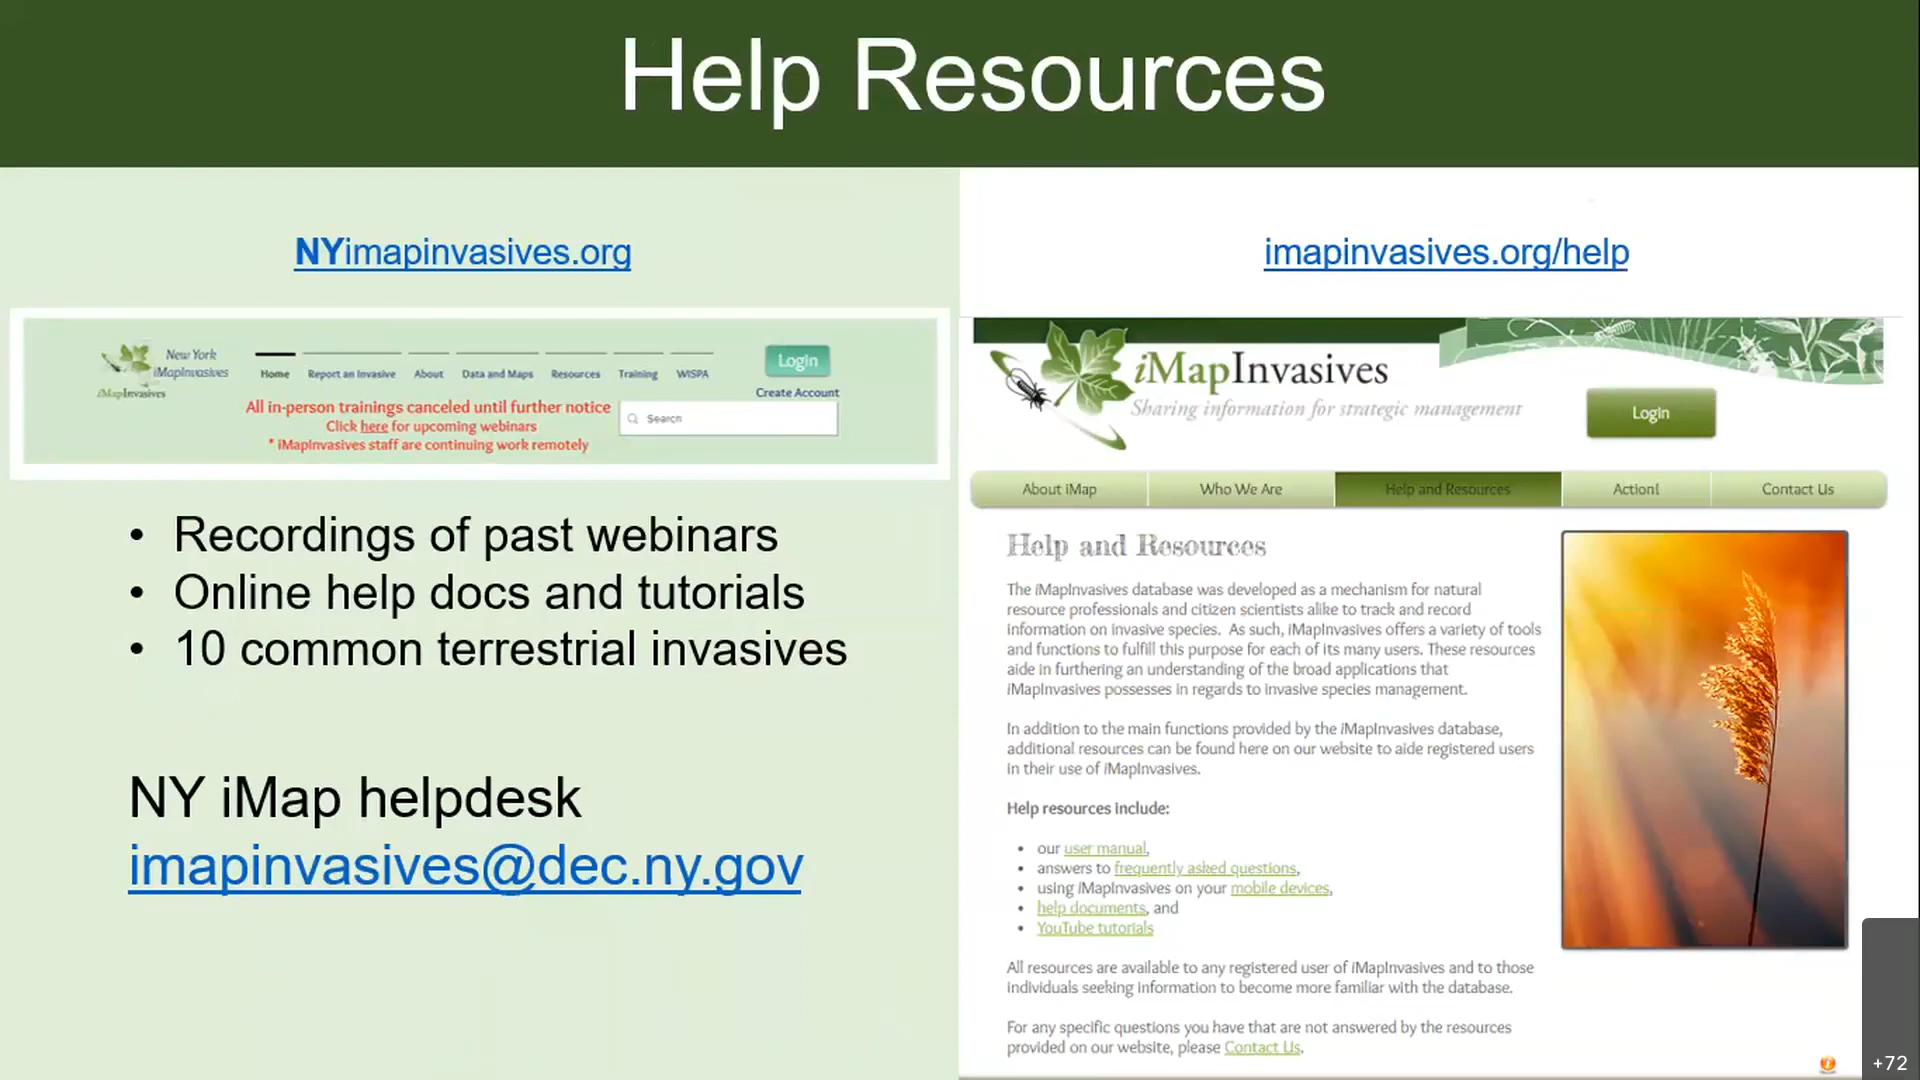 Help Resources
NYimapinvasives.org
New York
iMapInvasives
iMapInvasives
Home Report an Invasive About Data and Maps Resources Training WISPA
Login
Create Account
All in-person trainings canceled until further notice
Click here for upcoming webinars
* iMapInvasives staff are continuing work remotely
Search
• Recordings of past webinars
• Online help docs and tutorials
• 10 common terrestrial invasives
NY iMap helpdesk
imapinvasives@dec.ny.gov
imapinvasives.org/help
iMapInvasives
Sharing information for strategic management
Login
About iMap Who We Are Help and Resources Action! Contact Us
Help and Resources
The iMapInvasives database was developed as a mechanism for natural
resource professionals and citizen scientists alike to track and record
information on invasive species. As such, iMapInvasives offers a variety of tools
and functions to fulfill this purpose for each of its many users. These resources
aide in furthering an understanding of the broad applications that
iMapInvasives possesses in regards to invasive species management.
In addition to the main functions provided by the iMapInvasives database,
additional resources can be found here on our website to aide registered users
in their use of iMapInvasives.
Help resources include:
• our user manual,
• answers to frequently asked questions,
• using iMapInvasives on your mobile devices,
• help documents, and
• YouTube tutorials
All resources are available to any registered user of iMapInvasives and to those
individuals seeking information to become more familiar with the database.
For any specific questions you have that are not answered by the resources
provided on our website, please Contact Us.
+72